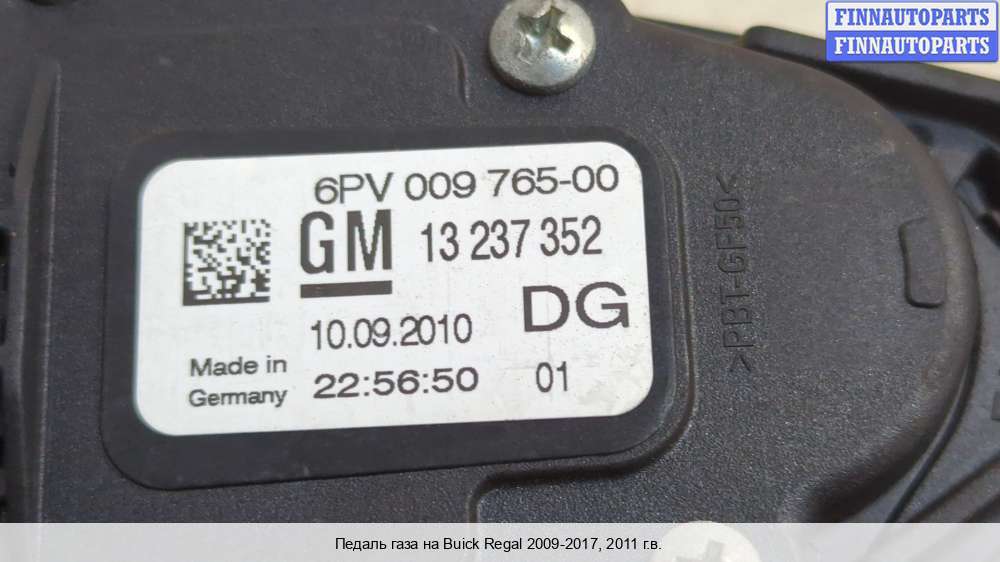 FINNAUTOPARTS
FINNAUTOPARTS
6PV 009 765-00
GM 13 237 352
DG
10.09.2010
Made in
Germany
22:56:50 01
>PBT-GF50<
Педаль газа на Buick Regal 2009-2017, 2011 г.в.